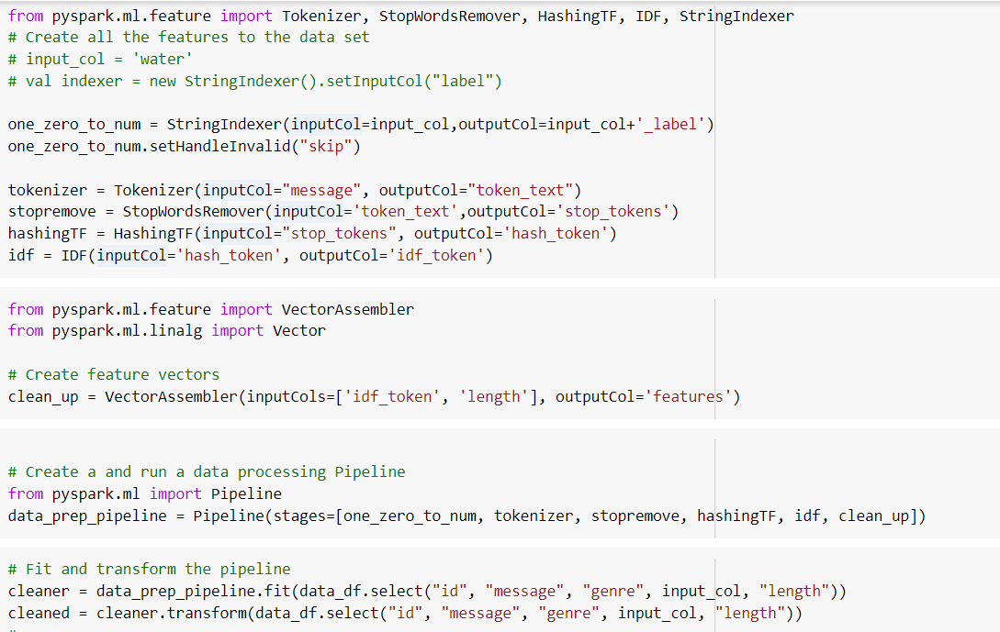 from pyspark.ml.feature import Tokenizer, StopWordsRemover, HashingTF, IDF, StringIndexer
# Create all the features to the data set
# input_col = 'water'
# val indexer = new StringIndexer().setInputCol("label")
one_zero_to_num = StringIndexer(inputCol=input_col,outputCol=input_col+'_label')
one_zero_to_num.setHandleInvalid("skip")
tokenizer = Tokenizer(inputCol="message", outputCol="token_text")
stopremove = StopWordsRemover(inputCol='token_text',outputCol='stop_tokens')
hashingTF = HashingTF(inputCol="stop_tokens", outputCol='hash_token')
idf = IDF(inputCol='hash_token', outputCol='idf_token')
from pyspark.ml.feature import VectorAssembler
from pyspark.ml.linalg import Vector
# Create feature vectors
clean_up = VectorAssembler(inputCols=['idf_token', 'length'], outputCol='features')
# Create a and run a data processing Pipeline
from pyspark.ml import Pipeline
data_prep_pipeline = Pipeline(stages=[one_zero_to_num, tokenizer, stopremove, hashingTF, idf, clean_up])
# Fit and transform the pipeline
cleaner = data_prep_pipeline.fit(data_df.select("id", "message", "genre", input_col, "length"))
cleaned = cleaner.transform(data_df.select("id", "message", "genre", input_col, "length"))